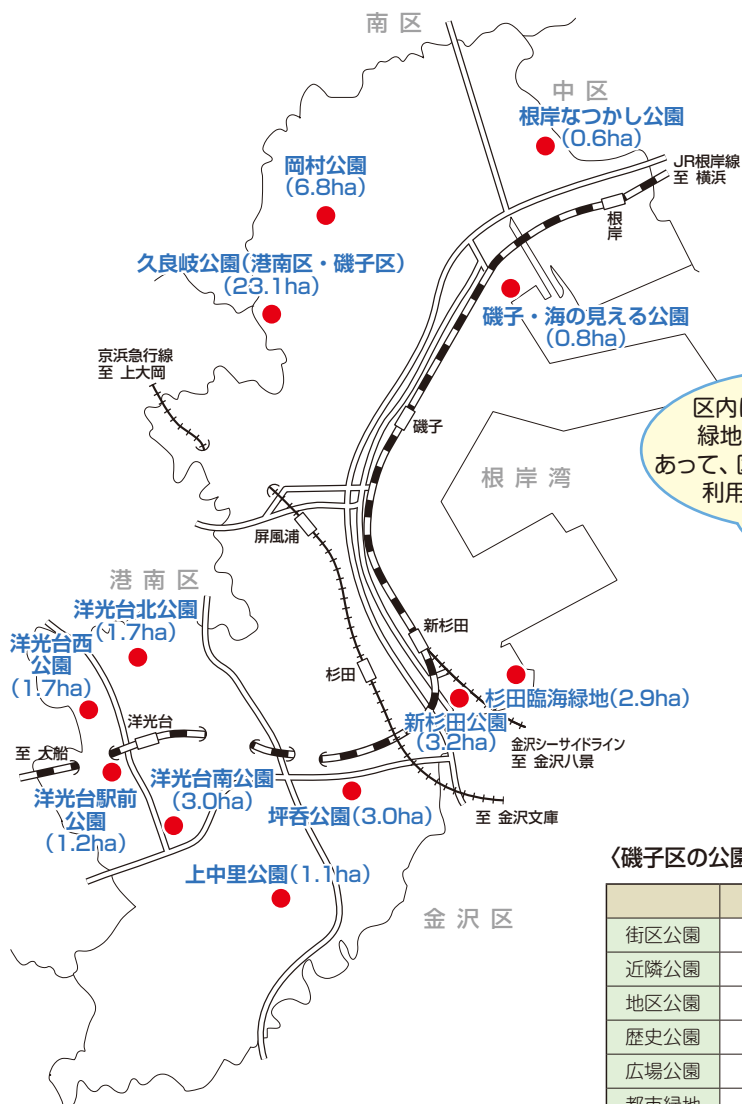 南区
中区
根岸なつかし公園
(0.6ha)
JR根岸線
至 横浜
岡村公園
(6.8ha)
根岸
久良岐公園(港南区・磯子区)
(23.1ha)
磯子・海の見える公園
(0.8ha)
京浜急行線
至 上大岡
区内に
緑地
あって、区
利用
磯子
根岸湾
屏風浦
港南区
洋光台北公園
(1.7ha)
洋光台西
公園
(1.7ha)
新杉田
杉田
杉田臨海緑地(2.9ha)
洋光台
新杉田公園
(3.2ha)
金沢シーサイドライン
至 金沢八景
至 大船
洋光台駅前
公園
(1.2ha)
洋光台南公園
(3.0ha)
坪呑公園(3.0ha)
至 金沢文庫
上中里公園(1.1ha)
金沢区
〈磯子区の公園
街区公園
近隣公園
地区公園
歴史公園
広場公園
都市緑地